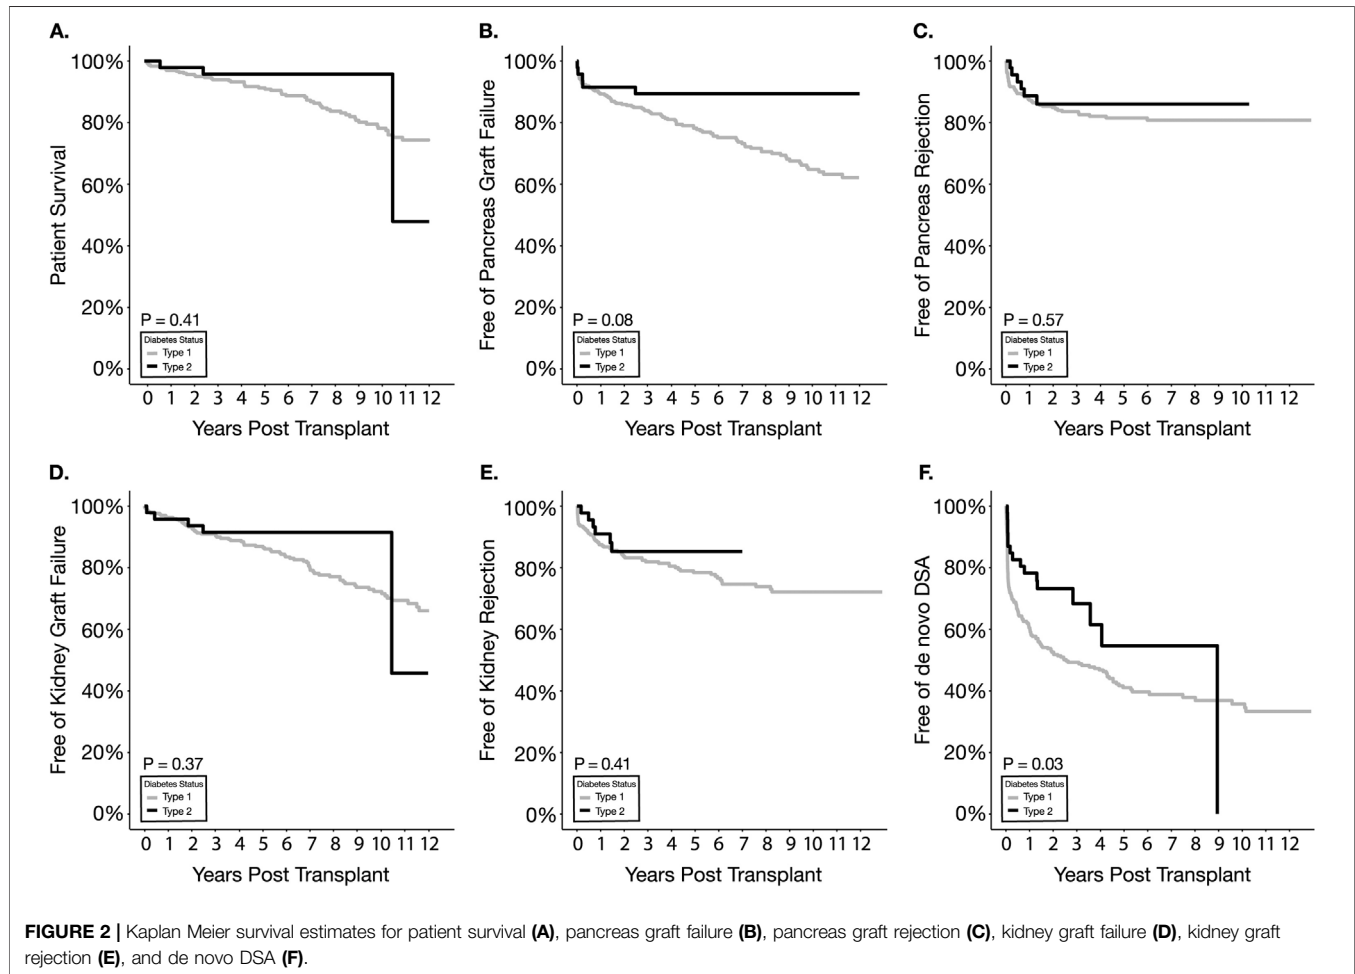 A.
100%
80%
60%
40%
20%
0%
Patient Survival
P = 0.41
Diabetes Status
Type 1
Type 2
0 1 2 3 4 5 6 7 8 9 10 11 12
Years Post Transplant
B.
100%
80%
60%
40%
20%
0%
Free of Pancreas Graft Failure
P = 0.08
Diabetes Status
Type 1
Type 2
0 1 2 3 4 5 6 7 8 9 10 11 12
Years Post Transplant
C.
100%
80%
60%
40%
20%
0%
Free of Pancreas Rejection
P = 0.57
Diabetes Status
Type 1
Type 2
0 1 2 3 4 5 6 7 8 9 10 11 12
Years Post Transplant
D.
100%
80%
60%
40%
20%
0%
Free of Kidney Graft Failure
P = 0.37
Diabetes Status
Type 1
Type 2
0 1 2 3 4 5 6 7 8 9 10 11 12
Years Post Transplant
E.
100%
80%
60%
40%
20%
0%
Free of Kidney Rejection
P = 0.41
Diabetes Status
Type 1
Type 2
0 1 2 3 4 5 6 7 8 9 10 11 12
Years Post Transplant
F.
100%
80%
60%
40%
20%
0%
Free of de novo DSA
P = 0.03
Diabetes Status
Type 1
Type 2
0 1 2 3 4 5 6 7 8 9 10 11 12
Years Post Transplant
FIGURE 2 | Kaplan Meier survival estimates for patient survival (A), pancreas graft failure (B), pancreas graft rejection (C), kidney graft failure (D), kidney graft
rejection (E), and de novo DSA (F).